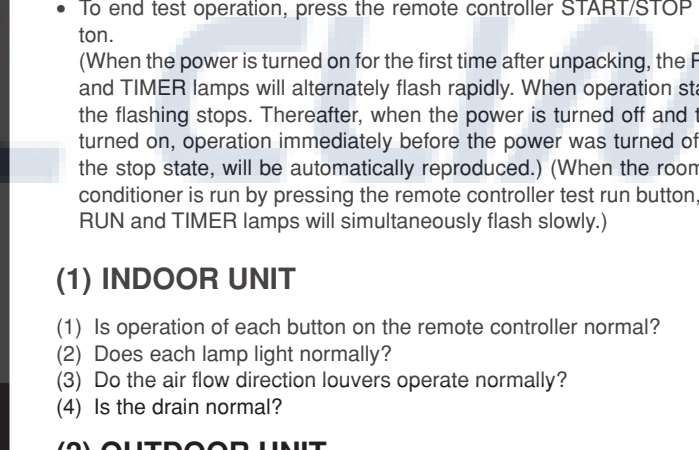 • To end test operation, press the remote controller START/STOP
ton.
(When the power is turned on for the first time after unpacking, the
and TIMER lamps will alternately flash rapidly. When operation
the flashing stops. Thereafter, when the power is turned off and
turned on, operation immediately before the power was turned
the stop state, will be automatically reproduced.) (When the room
conditioner is run by pressing the remote controller test run button,
RUN and TIMER lamps will simultaneously flash slowly.)
(1) INDOOR UNIT
(1) Is operation of each button on the remote controller normal?
(2) Does each lamp light normally?
(3) Do the air flow direction louvers operate normally?
(4) Is the drain normal?
(2) OUTDOOR UNIT